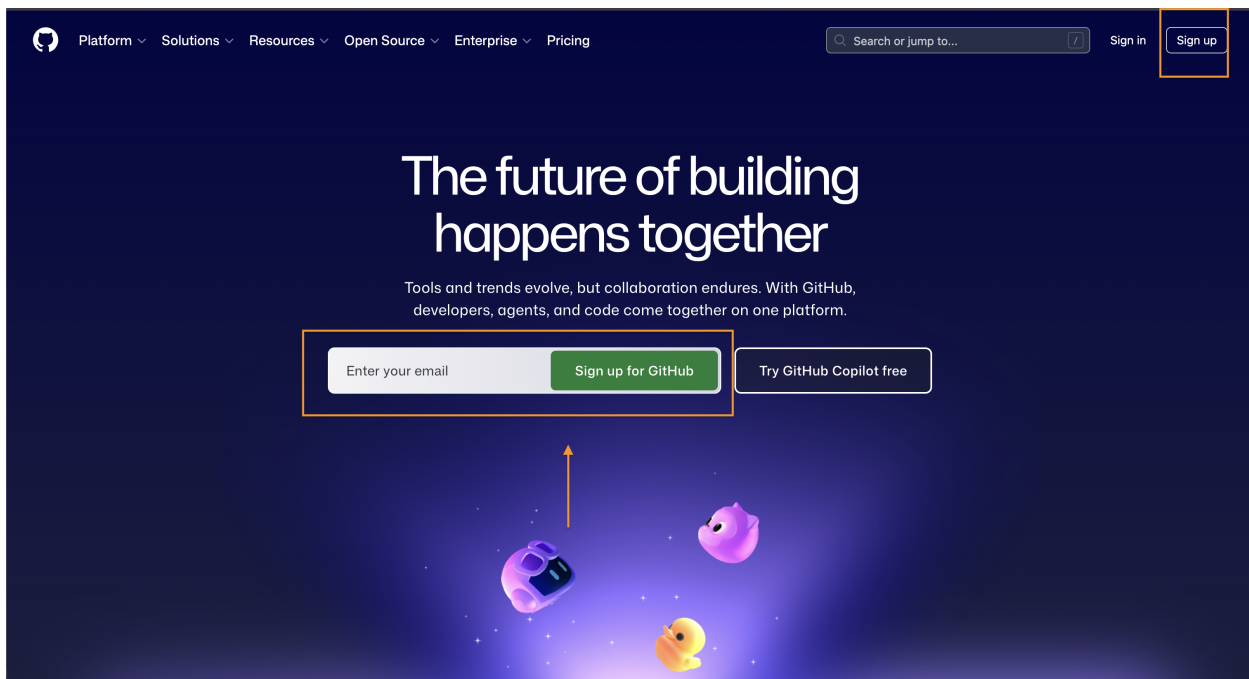 Platform Solutions Resources Open Source Enterprise Pricing Search or jump to... / Sign in Sign up
The future of building
happens together
Tools and trends evolve, but collaboration endures. With GitHub,
developers, agents, and code come together on one platform.
Enter your email Sign up for GitHub Try GitHub Copilot free